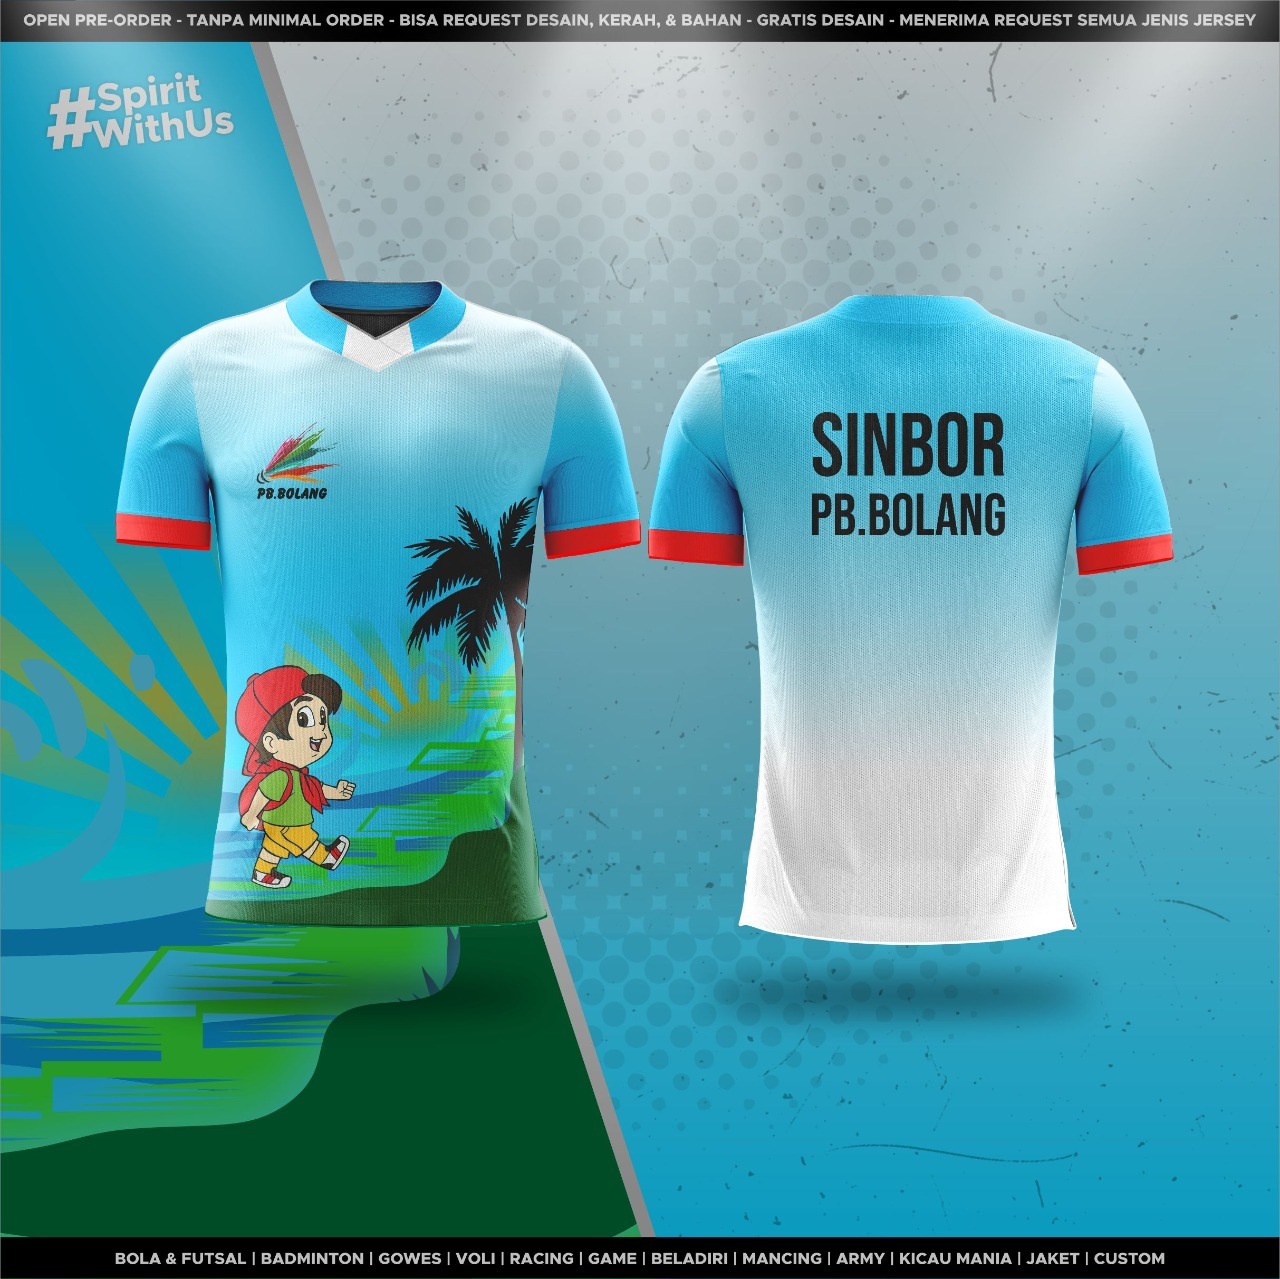 OPEN PRE-ORDER - TANPA MINIMAL ORDER - BISA REQUEST DESAIN, KERAH, & BAHAN - GRATIS DESAIN - MENERIMA REQUEST SEMUA JENIS JERSEY
#Spirit
WithUs
PB.BOLANG
SINBOR
PB.BOLANG
BOLA & FUTSAL | BADMINTON | GOWES | VOLI | RACING | GAME | BELADIRI | MANCING | ARMY | KICAU MANIA | JAKET | CUSTOM